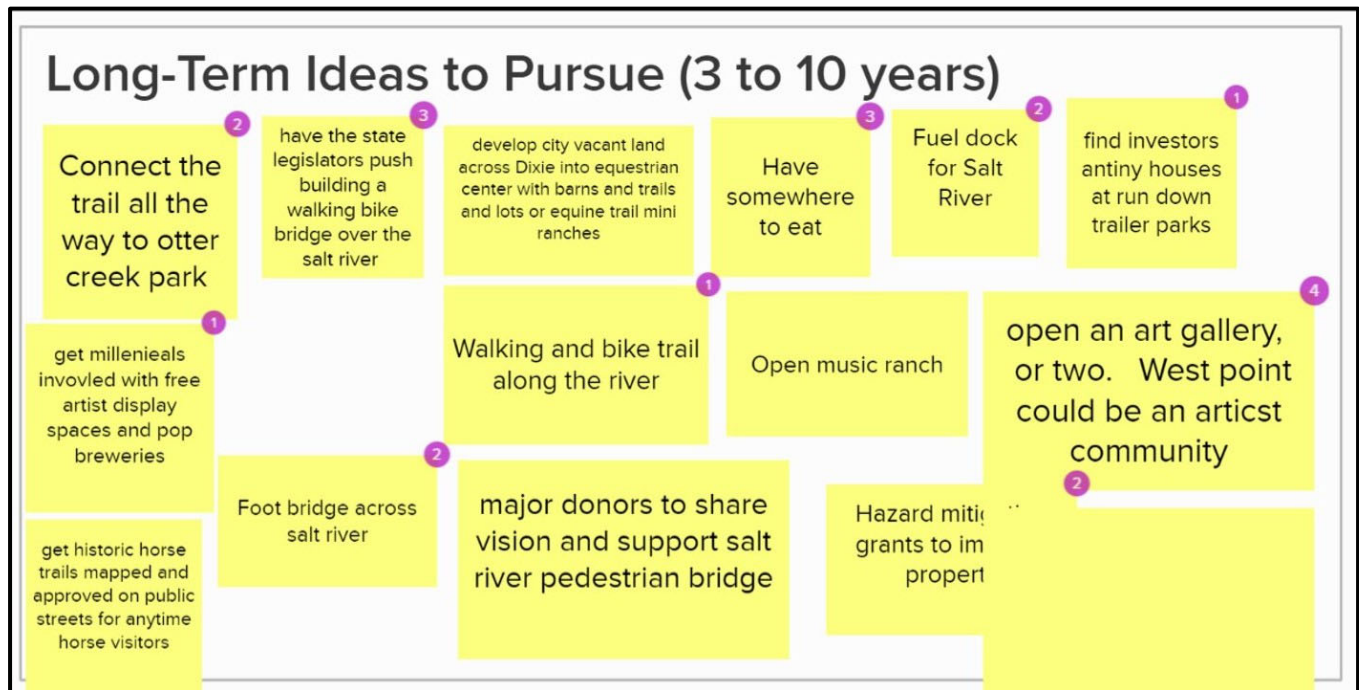 Long-Term Ideas to Pursue (3 to 10 years)
2
Connect the
trail all the
way to otter
creek park
3
have the state
legislators push
building a
walking bike
bridge over the
salt river
develop city vacant land
across Dixie into equestrian
center with barns and trails
and lots or equine trail mini
ranches
3
Have
somewhere
to eat
2
Fuel dock
for Salt
River
1
find investors
antiny houses
at run down
trailer parks
1
get millenieals
invovled with free
artist display
spaces and pop
breweries
1
Walking and bike trail
along the river
Open music ranch
4
open an art gallery,
or two. West point
could be an articst
community
2
Foot bridge across
salt river
major donors to share
vision and support salt
river pedestrian bridge
2
Hazard
grants to
get historic horse
trails mapped and
approved on public
streets for anytime
horse visitors